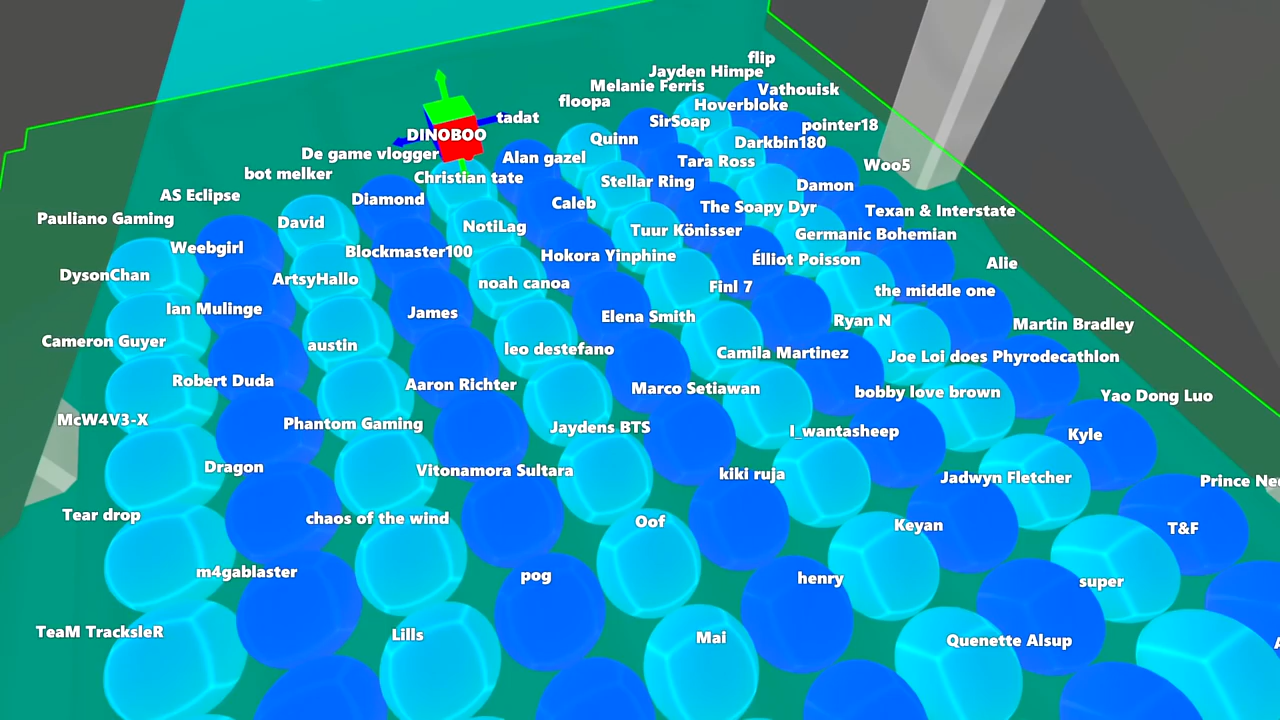 flip
Jayden Himpe
Melanie Ferris
Vathouisk
floopa
Hoverbloke
tadat
SirSoap
pointer18
DINOBOO
Quinn
Darkbin180
De game vlogger
Alan gazel
Tara Ross
Woo5
bot melker
Christian tate
Stellar Ring
Damon
AS Eclipse
Diamond
Caleb
The Soapy Dyr
Texan & Interstate
Pauliano Gaming
David
NotiLag
Tuur Könisser
Germanic Bohemian
Weebgirl
Blockmaster100
Hokora Yinphine
Élliot Poisson
Alie
DysonChan
ArtsyHallo
noah canoa
Finl 7
the middle one
Ian Mulinge
James
Elena Smith
Ryan N
Martin Bradley
Cameron Guyer
austin
leo destefano
Camila Martinez
Joe Loi does Phyrodecathlon
Robert Duda
Aaron Richter
Marco Setiawan
bobby love brown
Yao Dong Luo
McW4V3-X
Phantom Gaming
Jaydens BTS
I_wantasheep
Kyle
Dragon
Vitonamora Sultara
kiki ruja
Jadwyn Fletcher
Prince
Tear drop
chaos of the wind
Oof
Keyan
T&F
m4gablaster
pog
henry
super
TeaM TracksleR
Lills
Mai
Quenette Alsup